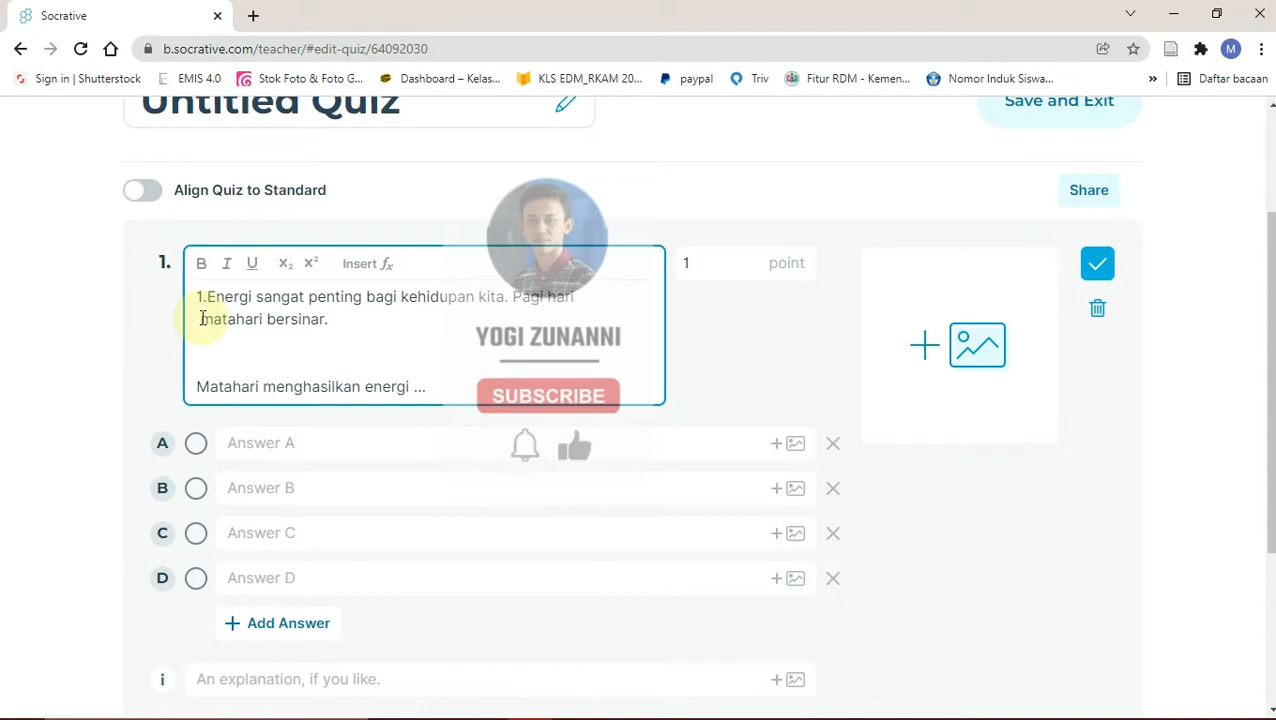 Socrative
b.socrative.com/teacher/#edit-quiz/64092030
M
Sign in | Shutterstock
EMIS 4.0
Stok Foto & Foto G...
Dashboard – Kelas...
KLS EDM_RKAM 20...
paypal
Triv
Fitur RDM - Kemen...
Nomor Induk Siswa...
»
Daftar bacaan
Untitled Quiz
Save and Exit
Align Quiz to Standard
Share
1.
B I U X₂ X² Insert fx
1 point
1.Energi sangat penting bagi kehidupan kita. Pagi hari
matahari bersinar.
Matahari menghasilkan energi ...
YOGI ZUNANNI
SUBSCRIBE
A Answer A
B Answer B
C Answer C
D Answer D
+ Add Answer
i An explanation, if you like.